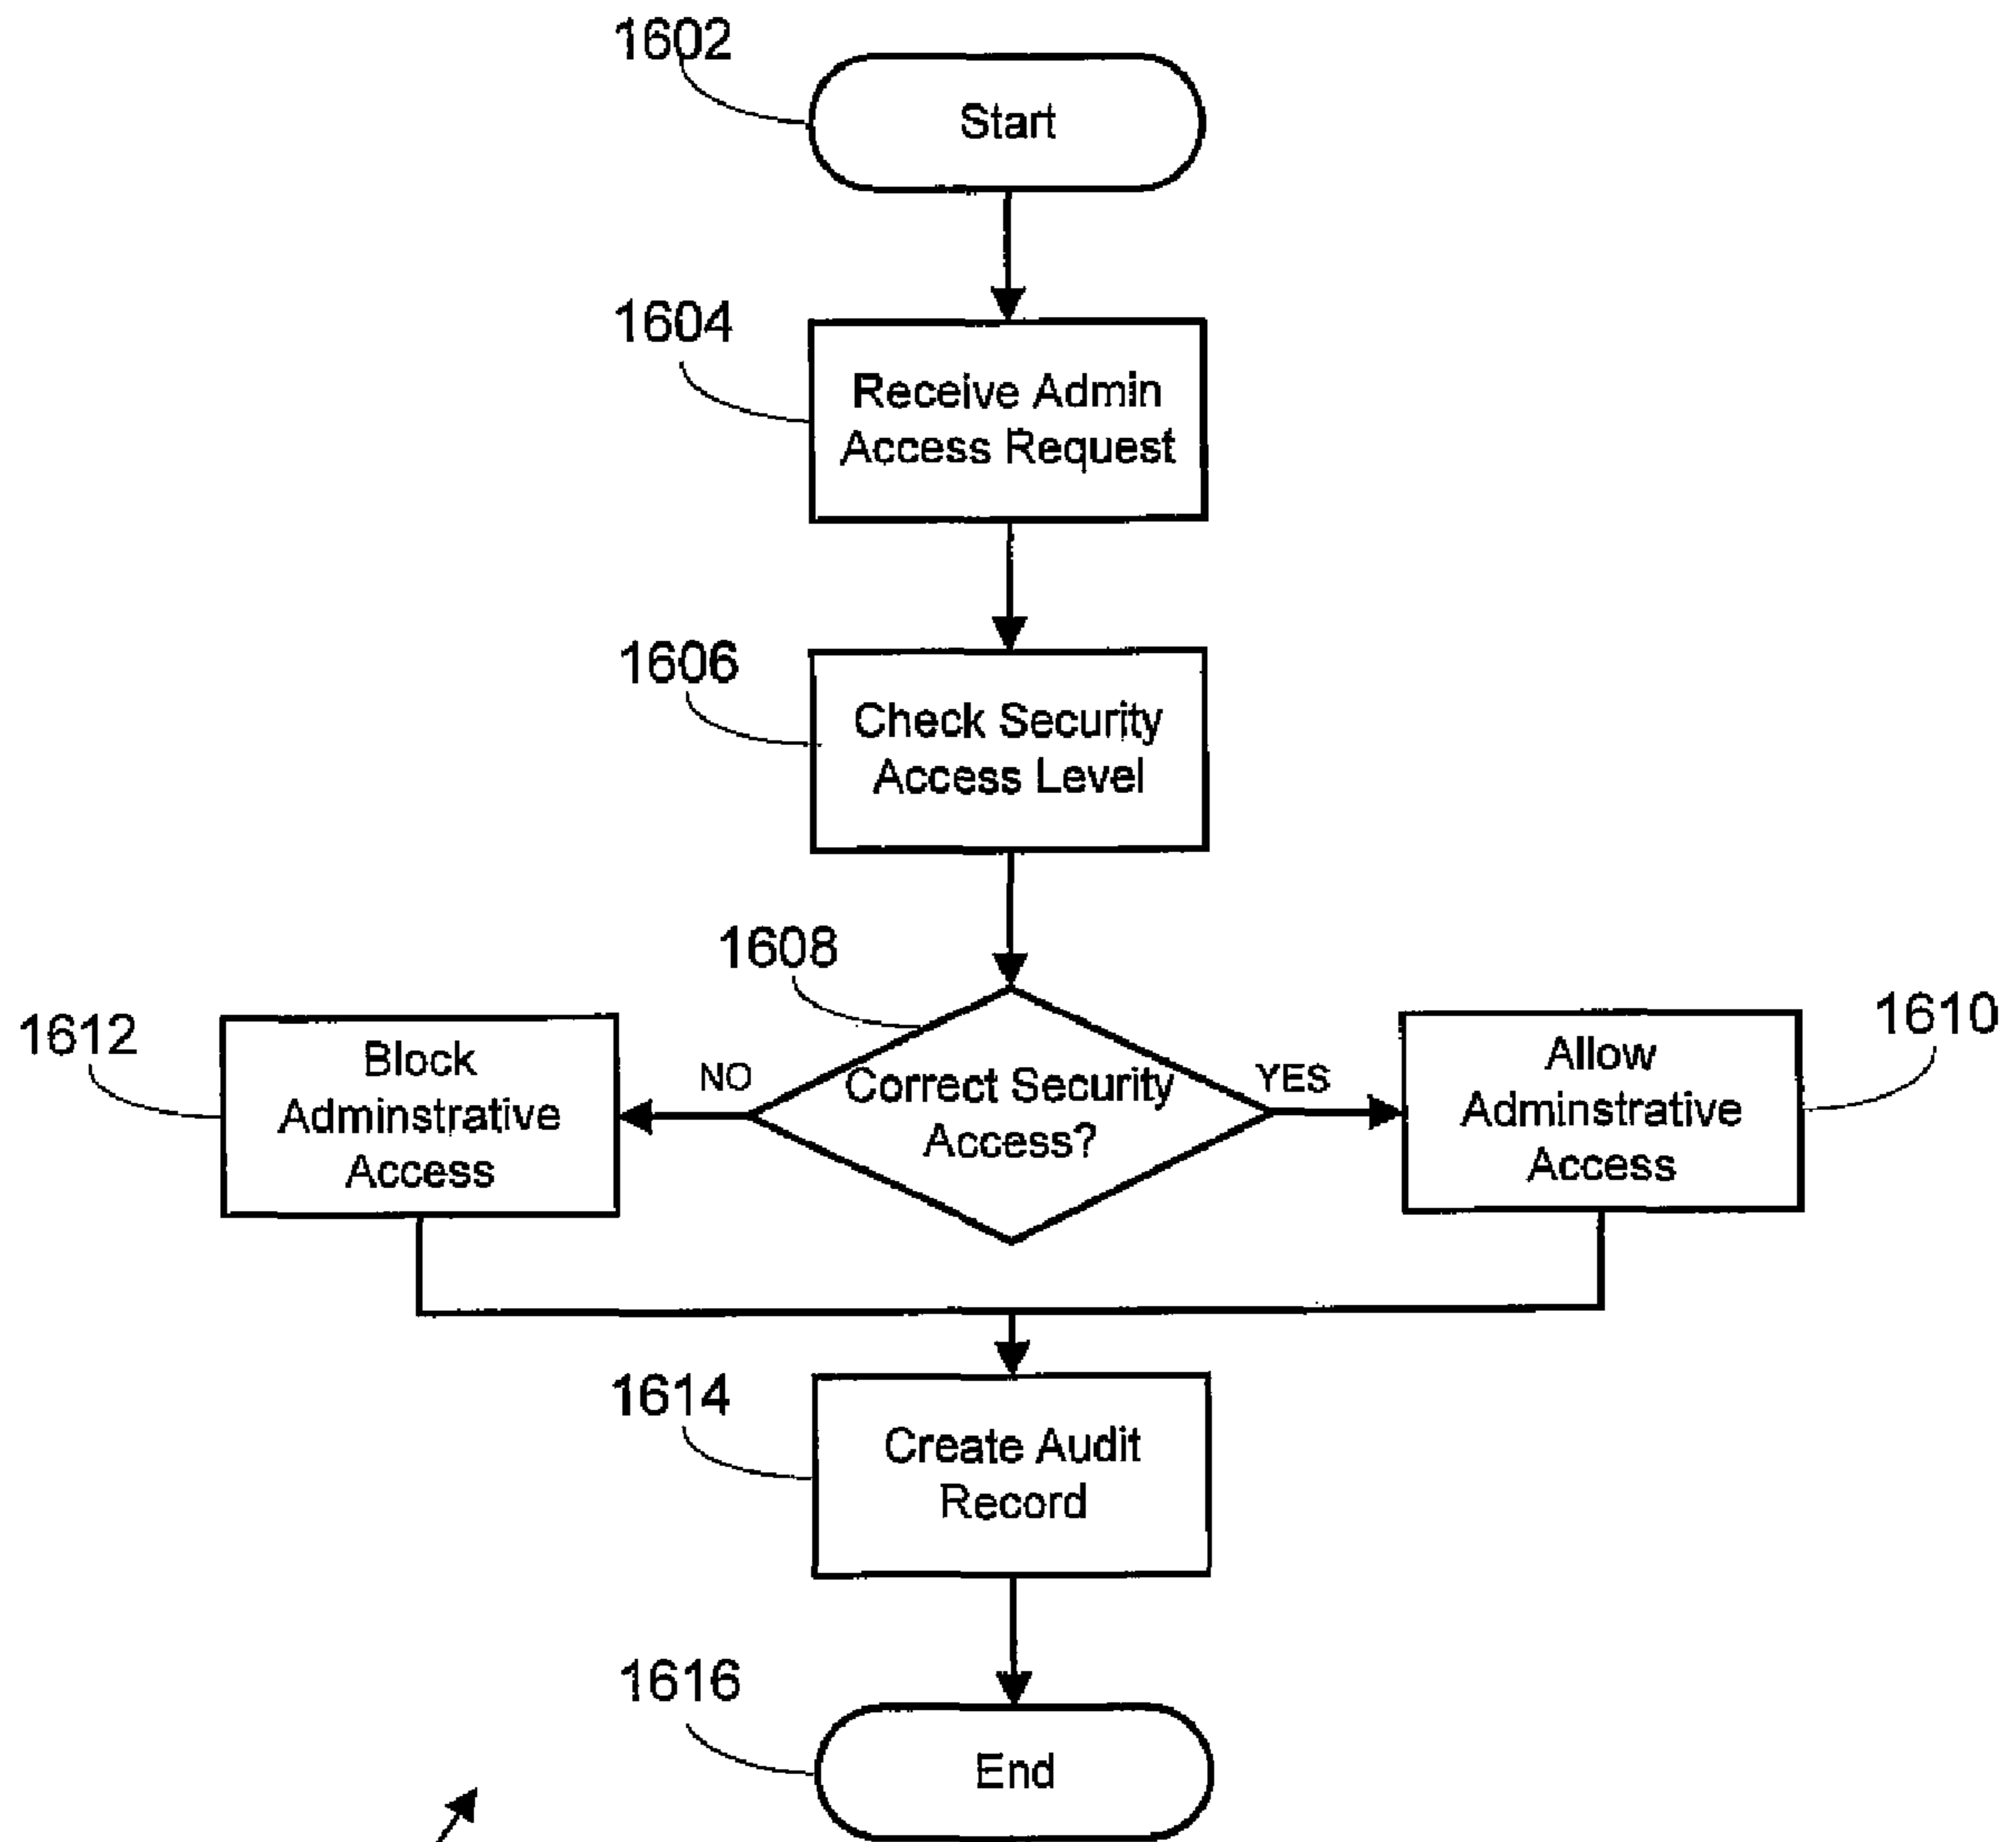 1602
Start
1604
Receive Admin
Access Request
1606
Check Security
Access Level
1608
1612
Block
Adminstrative
Access
NO
Correct Security
Access?
YES
1610
Allow
Adminstrative
Access
1614
Create Audit
Record
1616
End